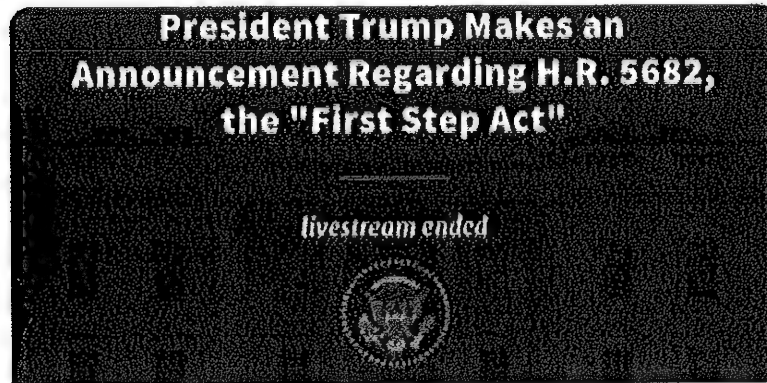 President Trump Makes an
Announcement Regarding H.R. 5682,
the "First Step Act"
livestream ended